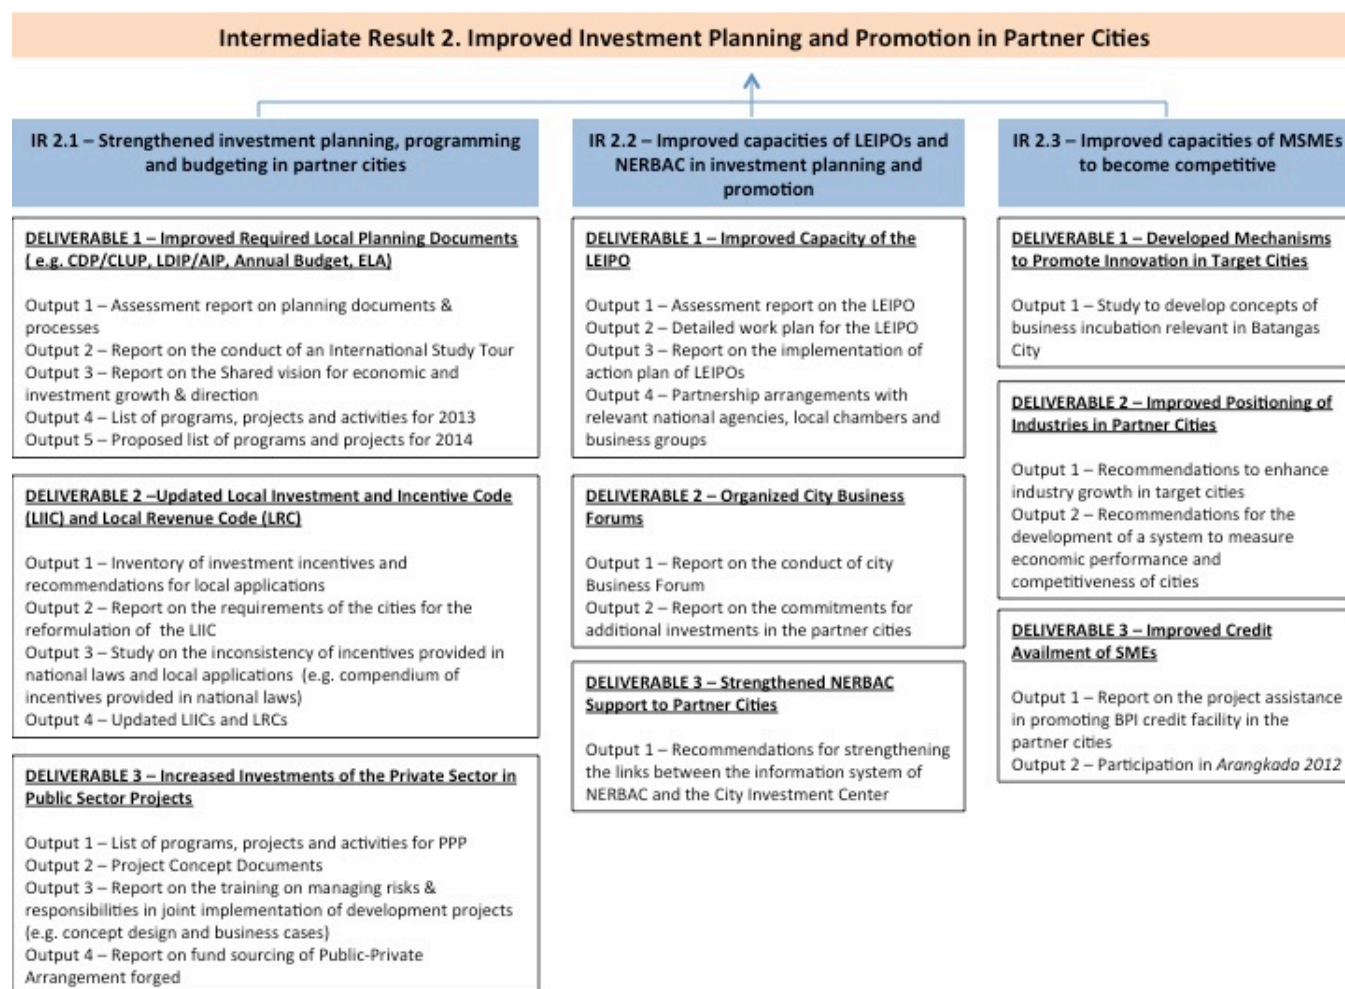 Intermediate Result 2. Improved Investment Planning and Promotion in Partner Cities
IR 2.1 – Strengthened investment planning, programming
and budgeting in partner cities
DELIVERABLE 1 – Improved Required Local Planning Documents
( e.g. CDP/CLUP, LDIP/AIP, Annual Budget, ELA)
Output 1 – Assessment report on planning documents &
processes
Output 2 – Report on the conduct of an International Study Tour
Output 3 – Report on the Shared vision for economic and
investment growth & direction
Output 4 – List of programs, projects and activities for 2013
Output 5 – Proposed list of programs and projects for 2014
DELIVERABLE 2 –Updated Local Investment and Incentive Code
(LIIC) and Local Revenue Code (LRC)
Output 1 – Inventory of investment incentives and
recommendations for local applications
Output 2 – Report on the requirements of the cities for the
reformulation of the LIIC
Output 3 – Study on the inconsistency of incentives provided in
national laws and local applications (e.g. compendium of
incentives provided in national laws)
Output 4 – Updated LIICs and LRCs
DELIVERABLE 3 – Increased Investments of the Private Sector in
Public Sector Projects
Output 1 – List of programs, projects and activities for PPP
Output 2 – Project Concept Documents
Output 3 – Report on the training on managing risks &
responsibilities in joint implementation of development projects
(e.g. concept design and business cases)
Output 4 – Report on fund sourcing of Public-Private
Arrangement forged
IR 2.2 – Improved capacities of LEIPOs and
NERBAC in investment planning and
promotion
DELIVERABLE 1 – Improved Capacity of the
LEIPO
Output 1 – Assessment report on the LEIPO
Output 2 – Detailed work plan for the LEIPO
Output 3 – Report on the implementation of
action plan of LEIPOs
Output 4 – Partnership arrangements with
relevant national agencies, local chambers and
business groups
DELIVERABLE 2 – Organized City Business
Forums
Output 1 – Report on the conduct of city
Business Forum
Output 2 – Report on the commitments for
additional investments in the partner cities
DELIVERABLE 3 – Strengthened NERBAC
Support to Partner Cities
Output 1 – Recommendations for strengthening
the links between the information system of
NERBAC and the City Investment Center
IR 2.3 – Improved capacities of MSMEs
to become competitive
DELIVERABLE 1 – Developed Mechanisms
to Promote Innovation in Target Cities
Output 1 – Study to develop concepts of
business incubation relevant in Batangas
City
DELIVERABLE 2 – Improved Positioning of
Industries in Partner Cities
Output 1 – Recommendations to enhance
industry growth in target cities
Output 2 – Recommendations for the
development of a system to measure
economic performance and
competitiveness of cities
DELIVERABLE 3 – Improved Credit
Availment of SMEs
Output 1 – Report on the project assistance
in promoting BPI credit facility in the
partner cities
Output 2 – Participation in Arangkada 2012